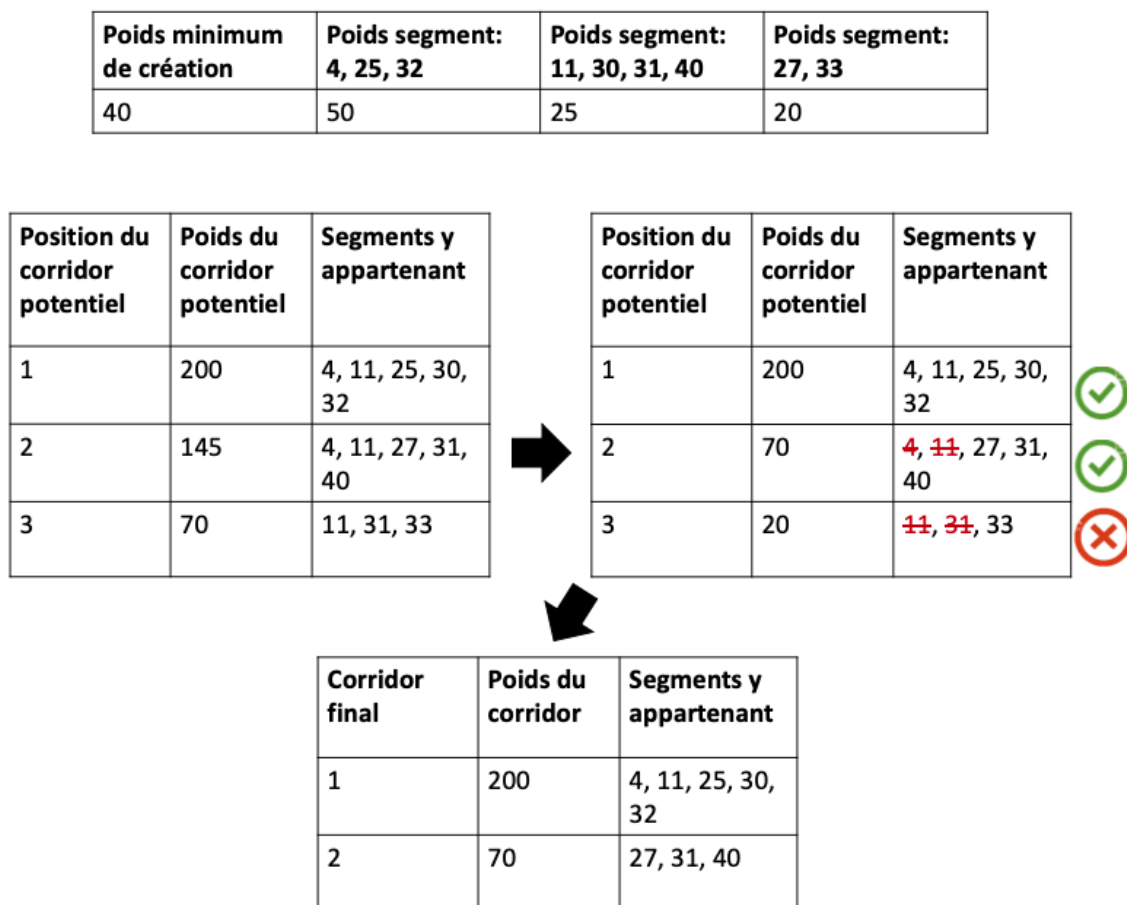 Poids minimum de création
Poids segment: 4, 25, 32
Poids segment: 11, 30, 31, 40
Poids segment: 27, 33
40
50
25
20
Position du corridor potentiel
Poids du corridor potentiel
Segments y appartenant
1
200
4, 11, 25, 30, 32
2
145
4, 11, 27, 31, 40
3
70
11, 31, 33
Position du corridor potentiel
Poids du corridor potentiel
Segments y appartenant
1
200
4, 11, 25, 30, 32
2
70
4, 11, 27, 31, 40
3
20
11, 31, 33
Corridor final
Poids du corridor
Segments y appartenant
1
200
4, 11, 25, 30, 32
2
70
27, 31, 40